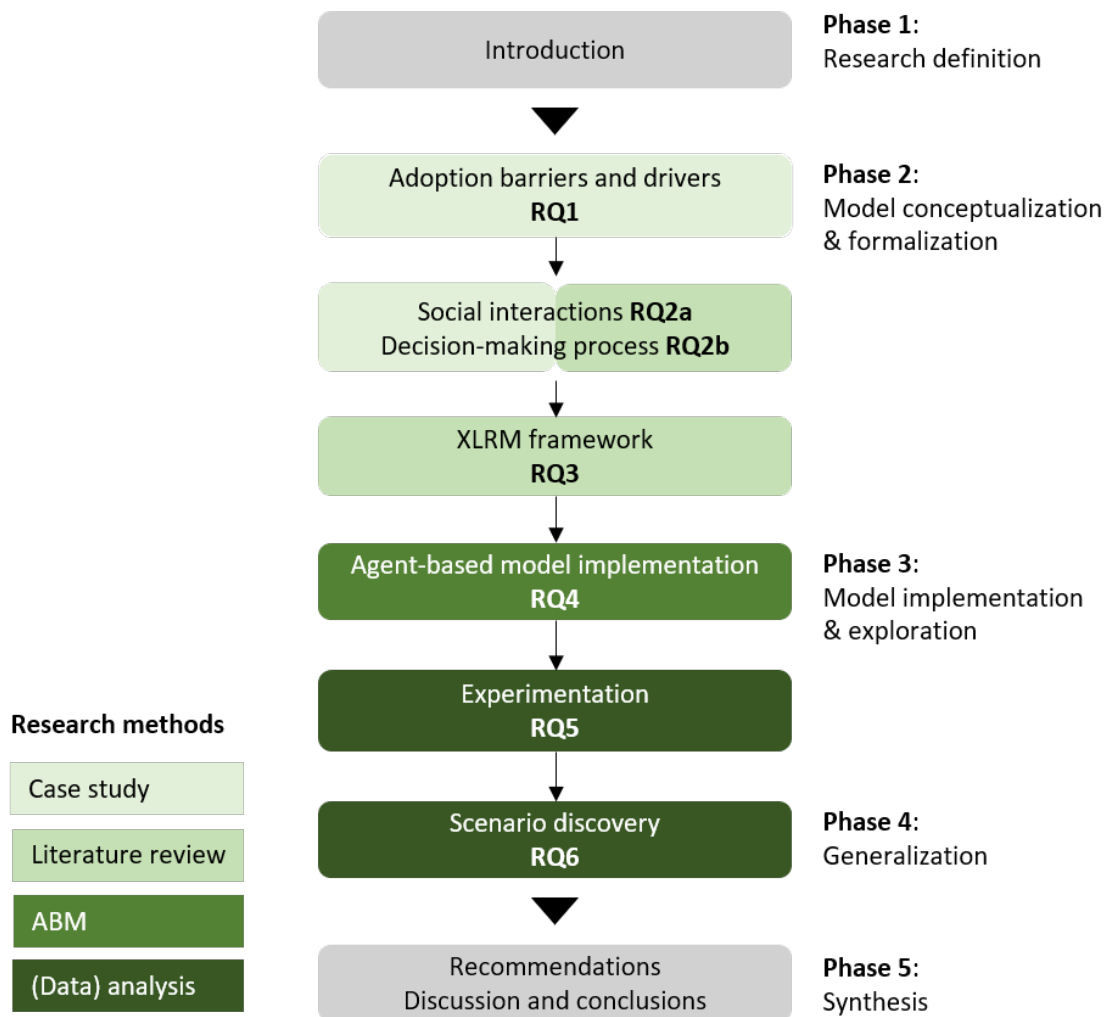 Introduction
Phase 1:
Research definition
Adoption barriers and drivers
RQ1
Phase 2:
Model conceptualization
& formalization
Social interactions RQ2a
Decision-making process RQ2b
XLRM framework
RQ3
Agent-based model implementation
RQ4
Phase 3:
Model implementation
& exploration
Experimentation
RQ5
Scenario discovery
RQ6
Phase 4:
Generalization
Recommendations
Discussion and conclusions
Phase 5:
Synthesis
Research methods
Case study
Literature review
ABM
(Data) analysis